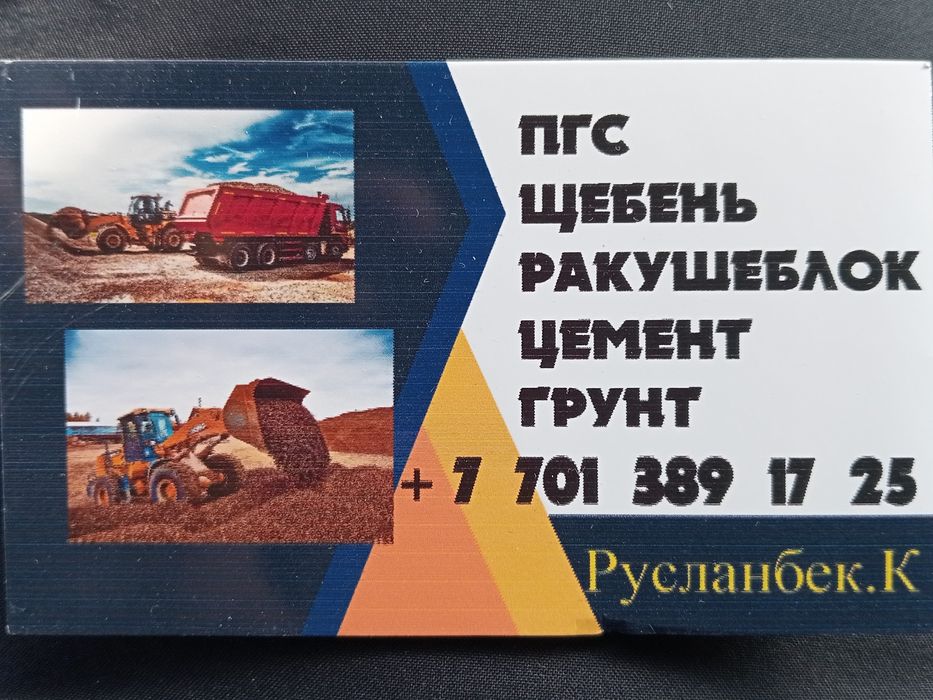 ПГС
ЩЕБЕНЬ
РАКУШЕБЛОК
ЦЕМЕНТ
ГРУНТ
+7 701 389 17 25
Русланбек.К